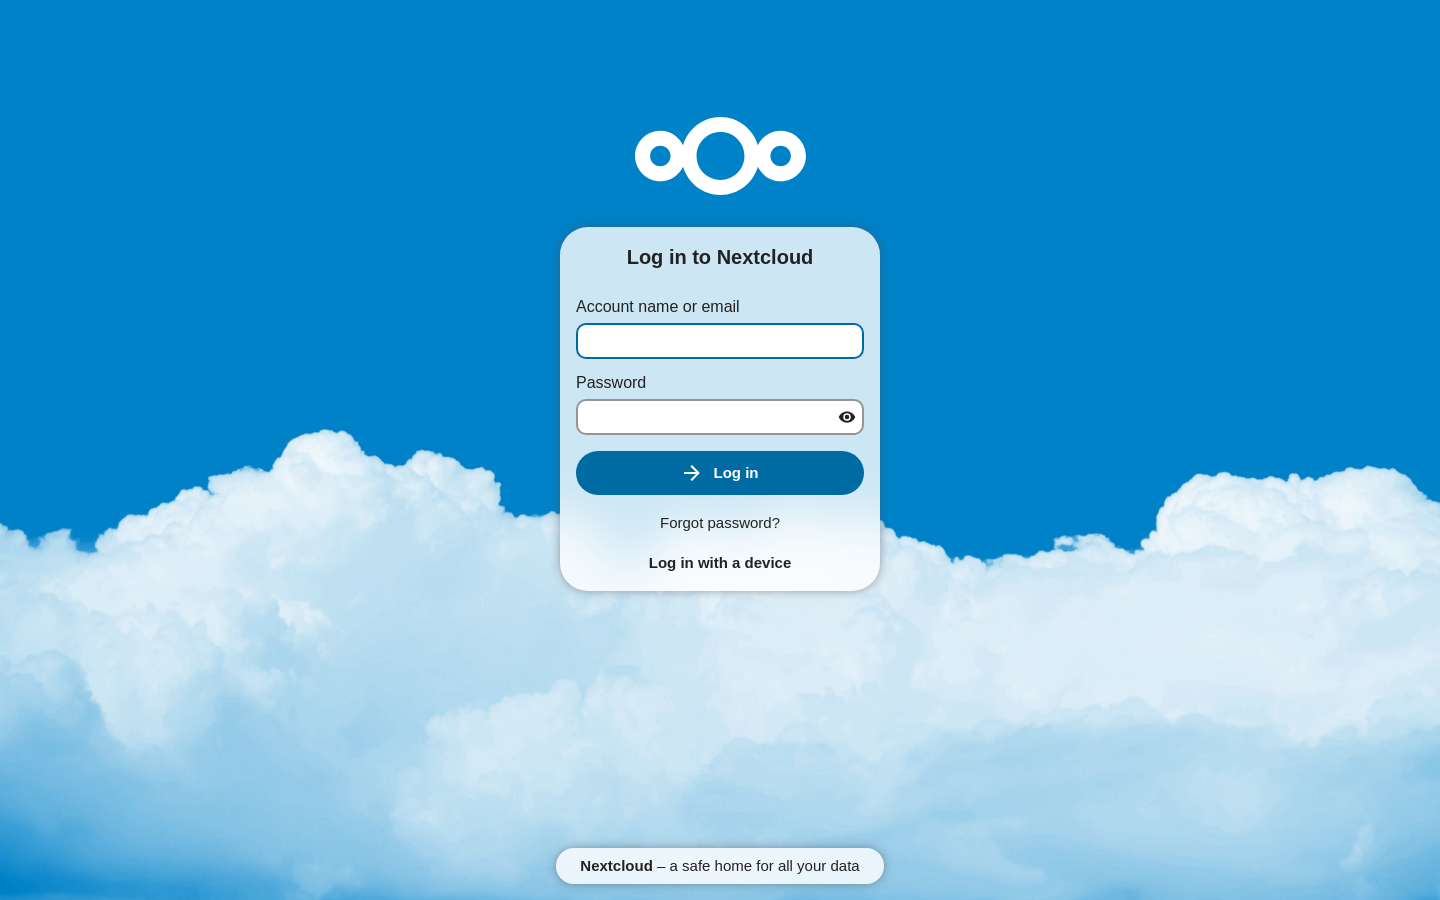 Log in to Nextcloud
Account name or email
Password
Log in
Forgot password?
Log in with a device
Nextcloud – a safe home for all your data